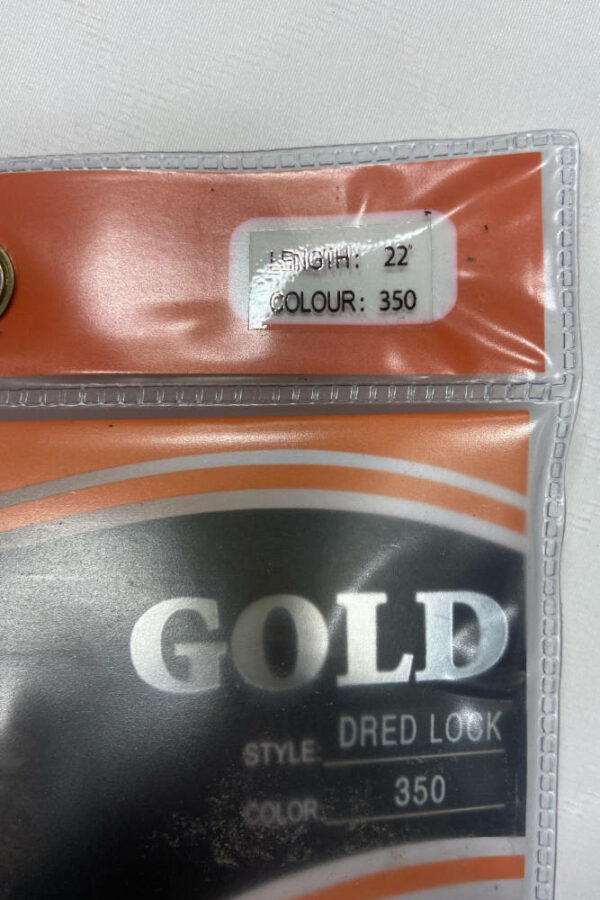 LENGTH: 22"
COLOUR: 350
GOLD
STYLE: DRED LOCK
COLOR: 350